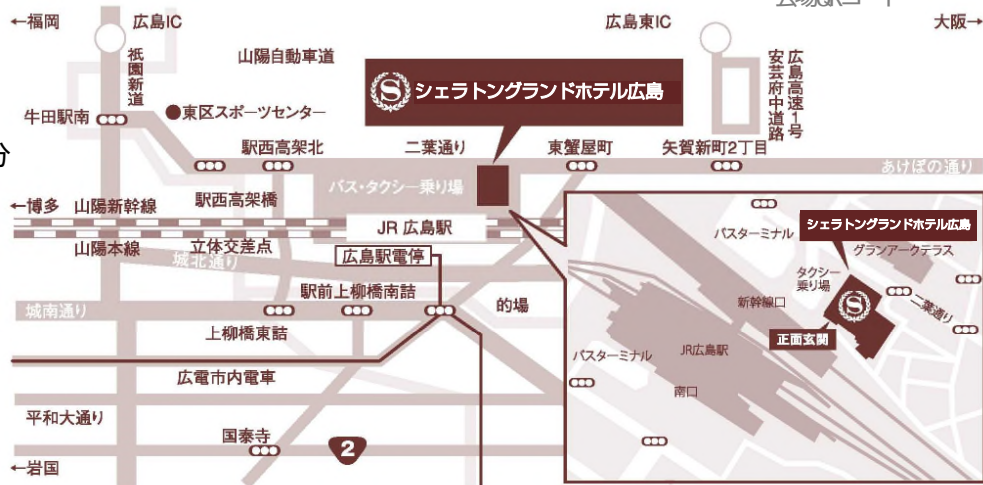 ←福岡
広島IC
広島東IC
大阪→
祇園新道
山陽自動車道
シェラトングランドホテル広島
広島高速1号
安芸府中道路
牛田駅南
●東区スポーツセンター
分
駅西高架北
二葉通り
東蟹屋町
矢賀新町2丁目
あけぼの通り
バス・タクシー乗り場
←博多
山陽新幹線
駅西高架橋
JR 広島駅
山陽本線
立体交差点
城北通り
広島駅電停
城南通り
駅前上柳橋南詰
的場
上柳橋東詰
広電市内電車
平和大通り
国泰寺
2
←岩国
バスターミナル
シェラトングランドホテル広島
グランアークテラス
タクシー
乗り場
新幹線口
S
二葉通り
正面玄関
バスターミナル
JR広島駅
南口